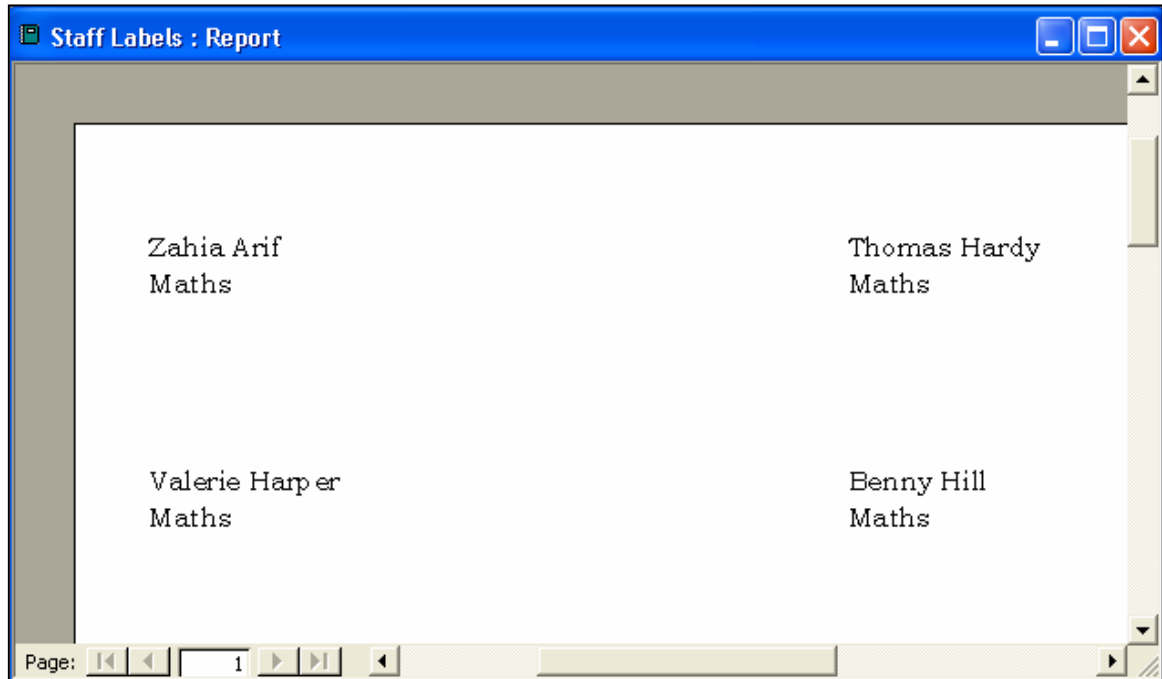 Staff Labels : Report
Zahia Arif
Maths
Thomas Hardy
Maths
Valerie Harper
Maths
Benny Hill
Maths
Page: 1